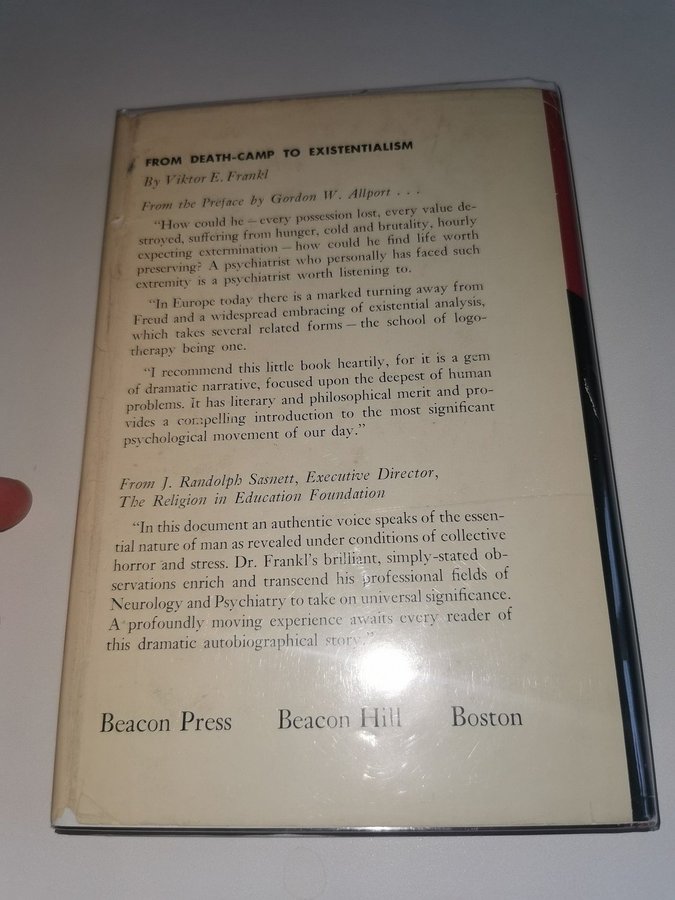 FROM DEATH-CAMP TO EXISTENTIALISM
By Viktor E. Frankl
From the Preface by Gordon W. Allport . . .
"How could he — every possession lost, every value de-
stroyed, suffering from hunger, cold and brutality, hourly
expecting extermination — how could he find life worth
preserving? A psychiatrist who personally has faced such
extremity is a psychiatrist worth listening to.
"In Europe today there is a marked turning away from
Freud and a widespread embracing of existential analysis,
which takes several related forms — the school of logo-
therapy being one.
"I recommend this little book heartily, for it is a gem
of dramatic narrative, focused upon the deepest of human
problems. It has literary and philosophical merit and pro-
vides a compelling introduction to the most significant
psychological movement of our day."
From J. Randolph Sasnett, Executive Director,
The Religion in Education Foundation
"In this document an authentic voice speaks of the essen-
tial nature of man as revealed under conditions of collective
horror and stress. Dr. Frankl's brilliant, simply-stated ob-
servations enrich and transcend his professional fields of
Neurology and Psychiatry to take on universal significance.
A profoundly moving experience awaits every reader of
this dramatic autobiographical story."
Beacon Press Beacon Hill Boston